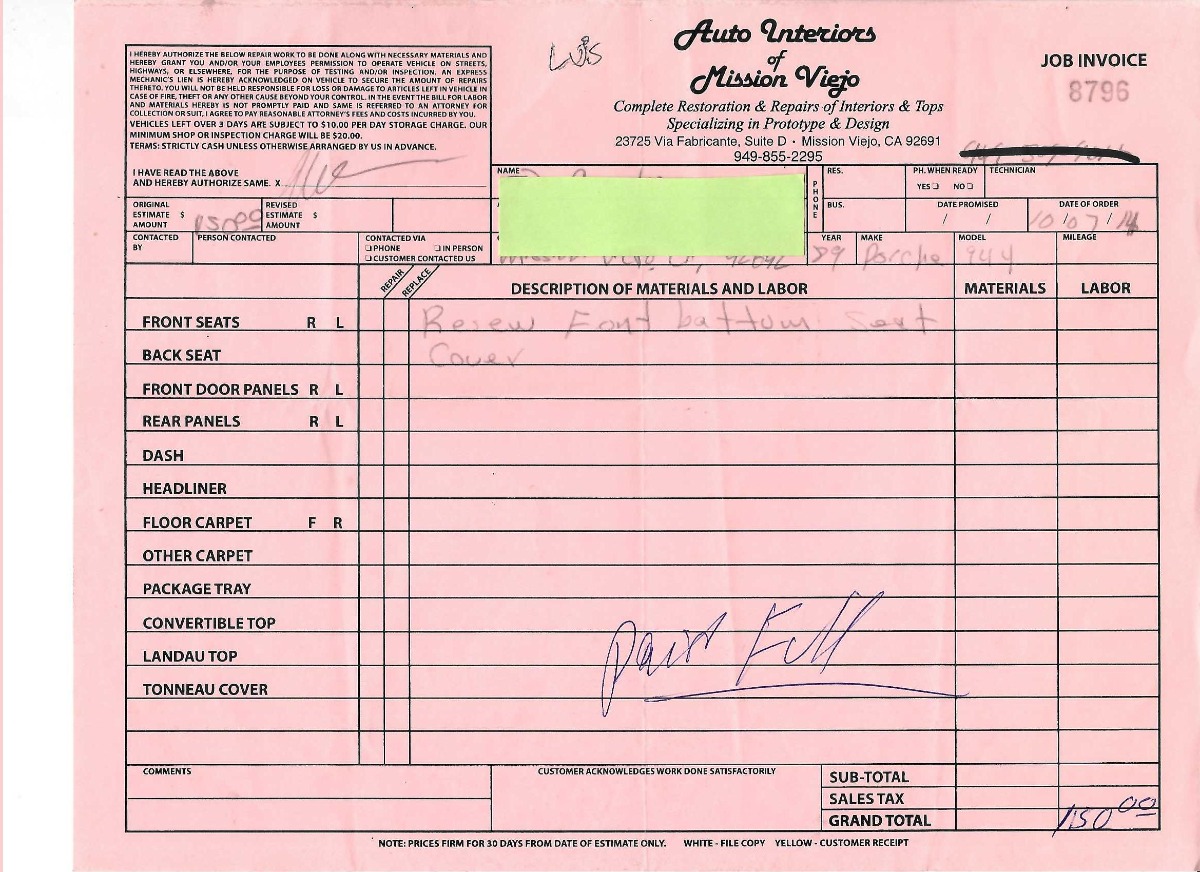 Luis
Auto Interiors
of
Mission Viejo
Complete Restoration & Repairs of Interiors & Tops
Specializing in Prototype & Design
23725 Via Fabricante, Suite D • Mission Viejo, CA 92691
949-855-2295
JOB INVOICE
8796
I HEREBY AUTHORIZE THE BELOW REPAIR WORK TO BE DONE ALONG WITH NECESSARY MATERIALS AND
HEREBY GRANT YOU AND/OR YOUR EMPLOYEES PERMISSION TO OPERATE VEHICLE ON STREETS,
HIGHWAYS, OR ELSEWHERE, FOR THE PURPOSE OF TESTING AND/OR INSPECTION. AN EXPRESS
MECHANIC'S LIEN IS HEREBY ACKNOWLEDGED ON VEHICLE TO SECURE THE AMOUNT OF REPAIRS
THERETO. YOU WILL NOT BE HELD RESPONSIBLE FOR LOSS OR DAMAGE TO ARTICLES LEFT IN VEHICLE IN
CASE OF FIRE, THEFT OR ANY OTHER CAUSE BEYOND YOUR CONTROL. IN THE EVENT THE BILL FOR LABOR
AND MATERIALS HEREBY IS NOT PROMPTLY PAID AND SAME IS REFERRED TO AN ATTORNEY FOR
COLLECTION OR SUIT, I AGREE TO PAY REASONABLE ATTORNEY'S FEES AND COSTS INCURRED BY YOU.
VEHICLES LEFT OVER 3 DAYS ARE SUBJECT TO $10.00 PER DAY STORAGE CHARGE. OUR
MINIMUM SHOP OR INSPECTION CHARGE WILL BE $20.00.
TERMS: STRICTLY CASH UNLESS OTHERWISE ARRANGED BY US IN ADVANCE.
I HAVE READ THE ABOVE
AND HEREBY AUTHORIZE SAME. X
NAME
PHONE
RES.
PH. WHEN READY
YES NO
TECHNICIAN
ORIGINAL ESTIMATE AMOUNT $ 150.00
REVISED ESTIMATE AMOUNT $
BUS.
DATE PROMISED
/ /
DATE OF ORDER
10/07/14
CONTACTED BY
PERSON CONTACTED
CONTACTED VIA
PHONE IN PERSON
CUSTOMER CONTACTED US
Mission Viejo, CA, 92692
YEAR 89
MAKE Porche
MODEL 944
MILEAGE
REPAIR
REPLACE
DESCRIPTION OF MATERIALS AND LABOR
MATERIALS
LABOR
FRONT SEATS R L
Resew Font battum Seat
BACK SEAT
Cover
FRONT DOOR PANELS R L
REAR PANELS R L
DASH
HEADLINER
FLOOR CARPET F R
OTHER CARPET
PACKAGE TRAY
CONVERTIBLE TOP
LANDAU TOP
TONNEAU COVER
paid Full
COMMENTS
CUSTOMER ACKNOWLEDGES WORK DONE SATISFACTORILY
SUB-TOTAL
SALES TAX
GRAND TOTAL 150.00
NOTE: PRICES FIRM FOR 30 DAYS FROM DATE OF ESTIMATE ONLY. WHITE - FILE COPY YELLOW - CUSTOMER RECEIPT